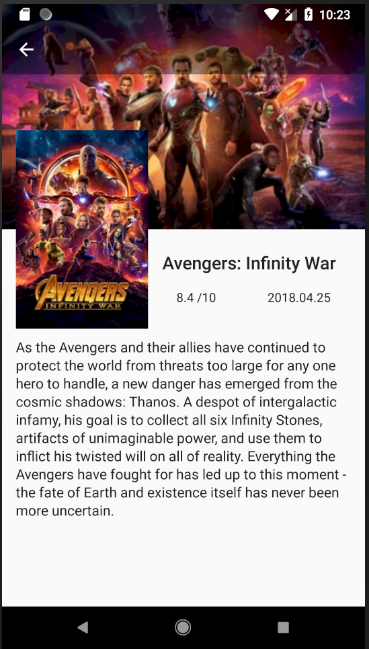 10:23
AVENGERS
INFINITY WAR
Avengers: Infinity War
8.4 /10
2018.04.25
As the Avengers and their allies have continued to
protect the world from threats too large for any one
hero to handle, a new danger has emerged from the
cosmic shadows: Thanos. A despot of intergalactic
infamy, his goal is to collect all six Infinity Stones,
artifacts of unimaginable power, and use them to
inflict his twisted will on all of reality. Everything the
Avengers have fought for has led up to this moment -
the fate of Earth and existence itself has never been
more uncertain.